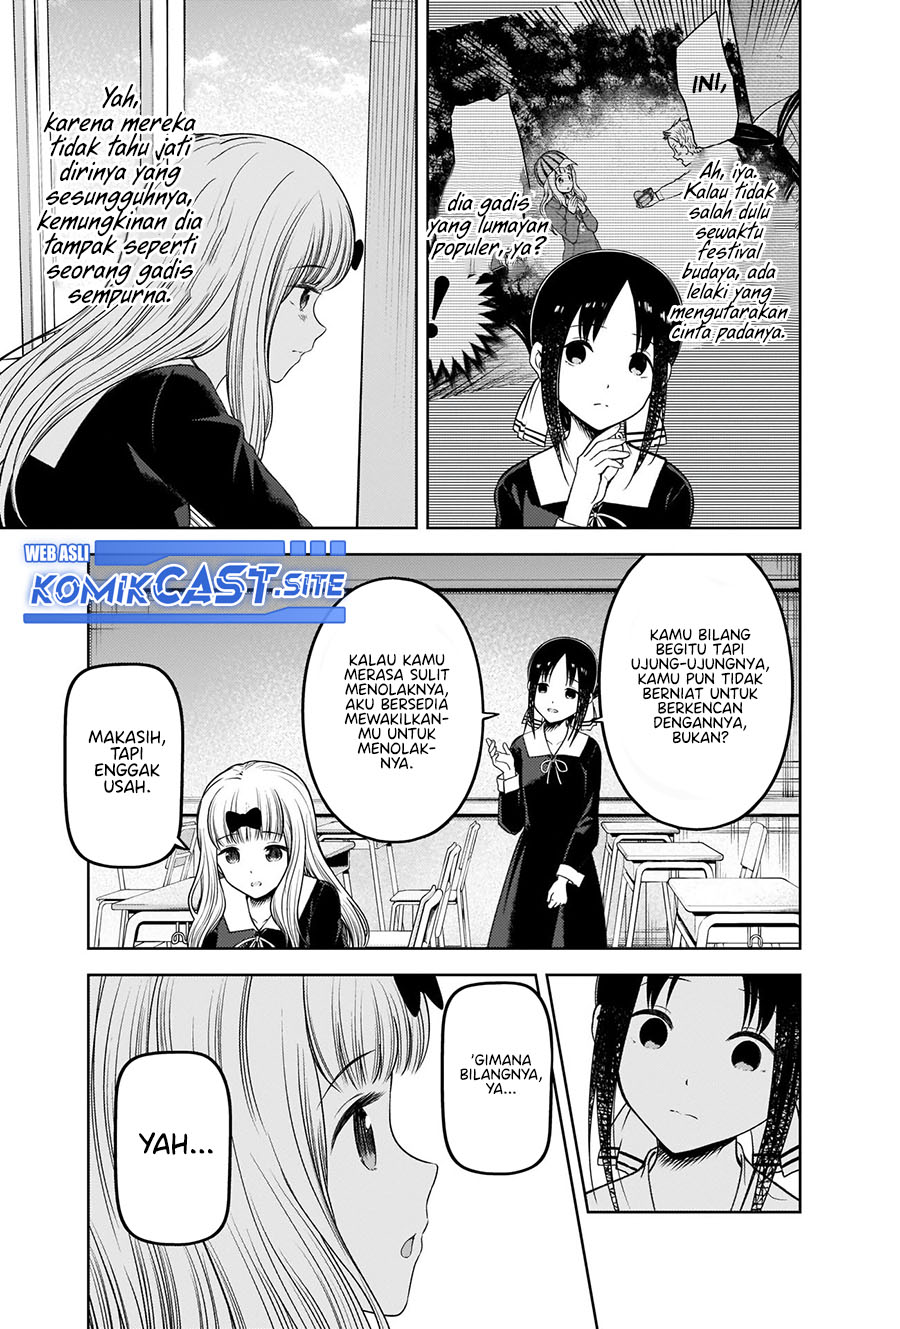 INI,
Ah, iya.
Kalau tidak
salah dulu
sewaktu
festival
budaya, ada
lelaki yang
mengutarakan
cinta padanya.
dia gadis
yang lumayan
populer, ya?
!
Yah,
karena mereka
tidak tahu jati
dirinya yang
sesungguhnya,
kemungkinan dia
tampak seperti
seorang gadis
sempurna.
WEB ASLI
KOMIKCAST.SITE
KAMU BILANG
BEGITU TAPI
UJUNG-UJUNGNYA,
KAMU PUN TIDAK
BERNIAT UNTUK
BERKENCAN
DENGANNYA,
BUKAN?
KALAU KAMU
MERASA SULIT
MENOLAKNYA,
AKU BERSEDIA
MEWAKILKAN-
MU UNTUK
MENOLAK-
NYA.
MAKASIH,
TAPI
ENGGAK
USAH.
'GIMANA
BILANGNYA,
YA...
YAH...